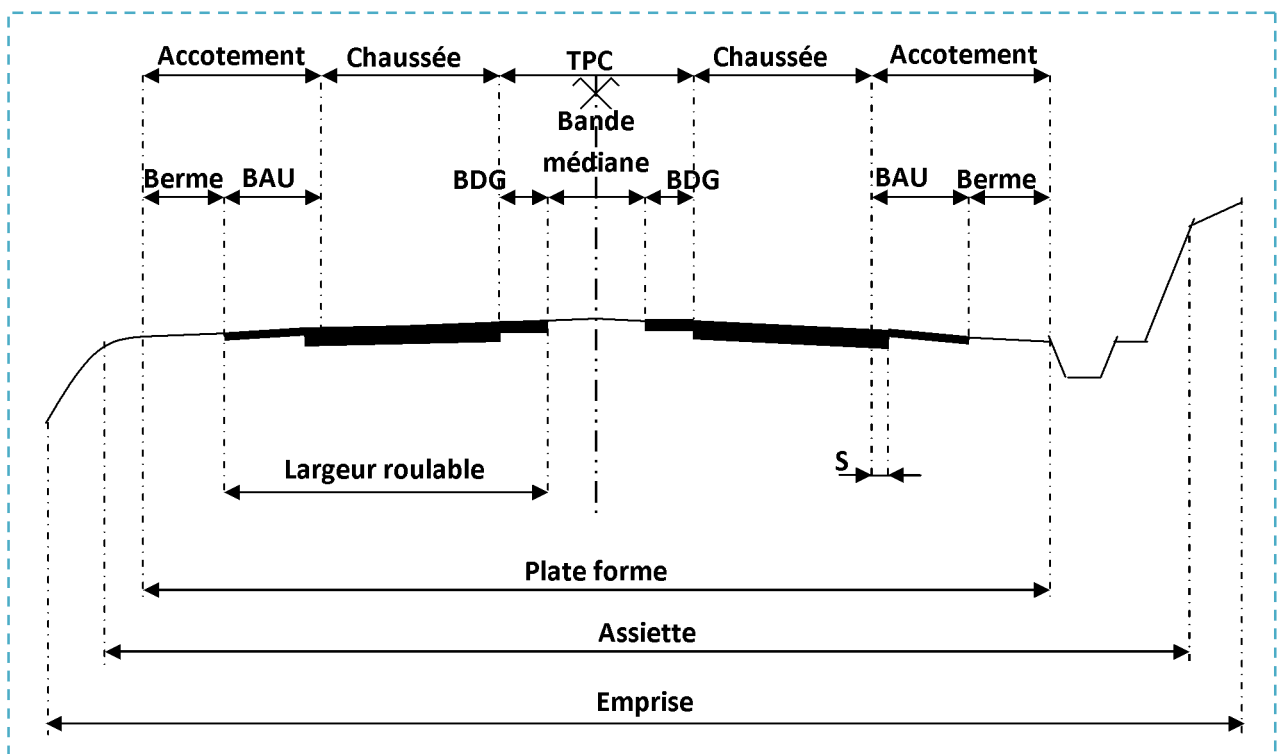 Accotement Chaussée TPC Chaussée Accotement
Bande
médiane
Berme BAU BDG BDG BAU Berme
Largeur roulable S
Plate forme
Assiette
Emprise